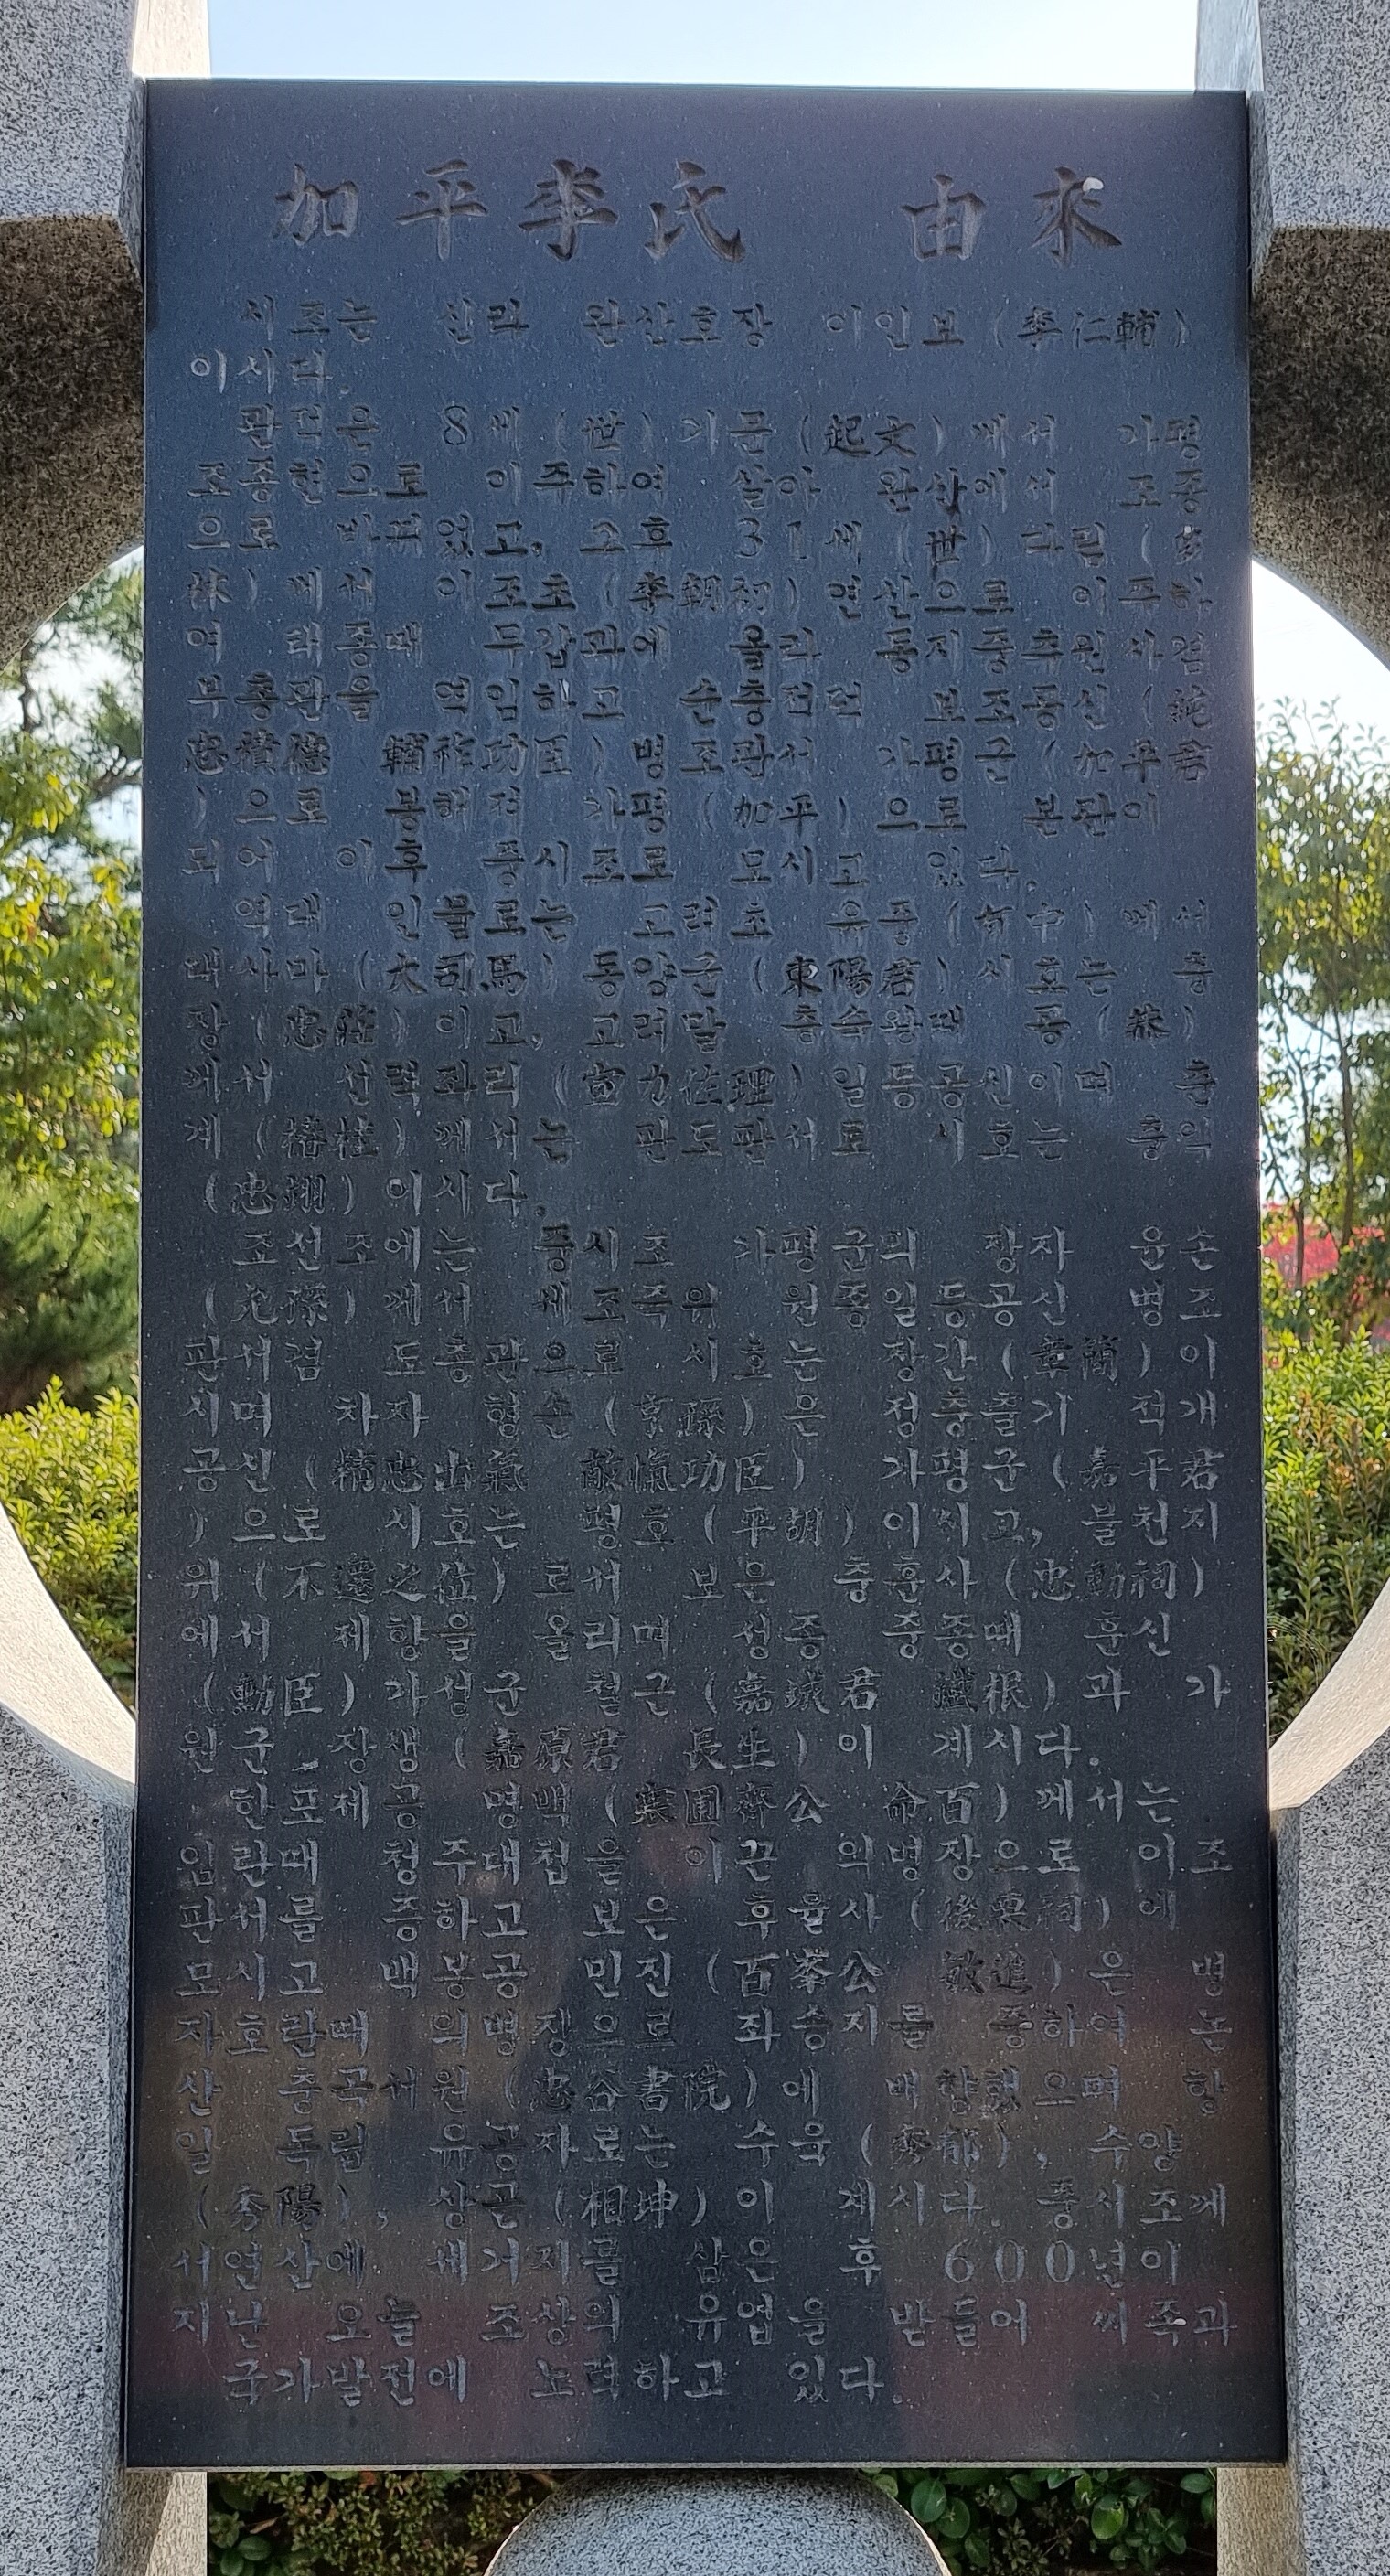 加平李氏 由來
시조는 신라 완산호장 이인보(李仁輔)
이시다.
관적은 8세(世) 기문(起文)께서 가평
조종현으로 이주하여 살아 완산에서 조종
으로 바뀌었고, 그후 31세(世) 다림(
)께서 이조초(李朝初) 연산으로 이주하
여 태종때 무갑과에 올라 동지중추원사겸
부총관을 역임하고 순충적덕 보조공신(純
忠積德 輔祚功臣) 병조판서 가평군(加平君
)으로 봉해져 가평(加平)으로 본관이
되어 이후 중시조로 모시고 있다.
역대 인물로는 고려초 유중(有中)께서
대사마(大司馬) 동양군(東陽君) 시호는 충
장(忠莊)이고, 고려말 충숙왕때 공( )
께서 선력좌리(宣力佐理) 일등공신이며 춘
계(椿桂)께서는 판도판서로 시호는 충익
(忠翊)이시다.
조선조에는 중시조 가평군의 장자 윤손
(允孫)께서 세조즉위 원종일등공신 병조
판서겸 도총관으로 시호는 장간(章簡)이
시며 차자 형손(亨孫)은 정충출기 적개
공신(精忠出氣 敵愾功臣) 가평군(嘉平君
)으로 시호는 평호(平胡)이시고, 불천지
위(不遷之位)로서 보은 충훈사(忠勳祠)
에서 제향을 올리며 성종 중종때 훈신
(勳臣) 가성군 철근(嘉城君 鐵根)과 가
원군 장생(嘉原君 長生)이 계시다.
한포제공 명백(寒圃齊公 命百)께서는
임란때 청주대첩을 이끈 의병장으로 이조
판서를 증하고 보은 후율사(後栗祠)에
모시고 백봉공 민진(百峯公 敏進)은 병
자호란때 의병장으로 좌승지를 증하여 논
산 충곡서원(忠谷書院)에 배향했으며 항
일 독립 유공자로는 수욱(秀郁), 수양
(秀陽), 상곤(相坤)이 계시다. 중시조께
서 연산에 세거지를 삼은 후 600년이
지난 오늘 조상의 유업을 받들어 씨족과
국가발전에 노력하고 있다.